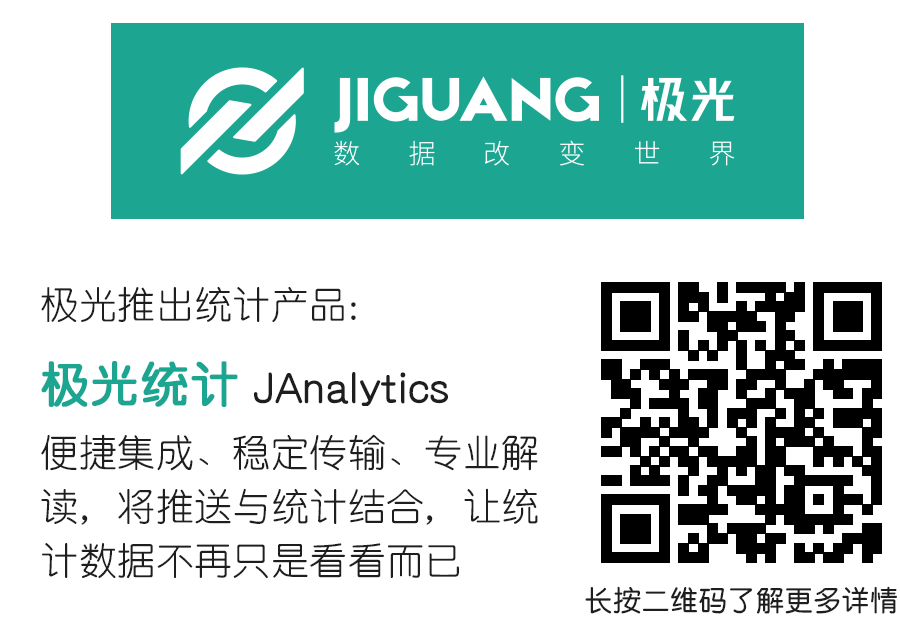 JIGUANG | 极光
数据改变世界
极光推出统计产品:
极光统计 JAnalytics
便捷集成、稳定传输、专业解
读，将推送与统计结合，让统
计数据不再只是看看而已
长按二维码了解更多详情